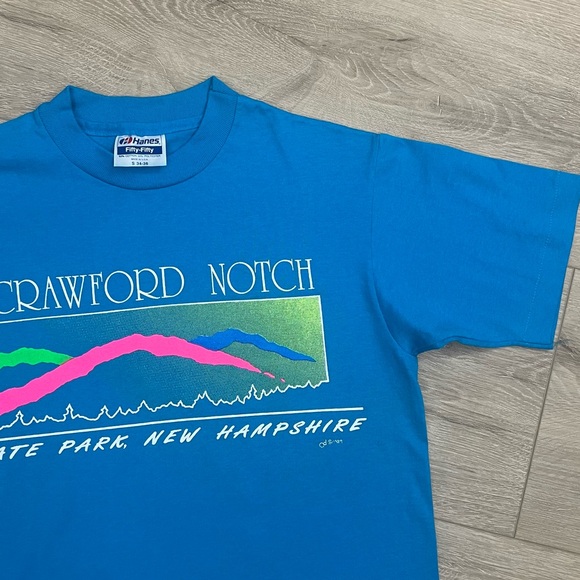 Hanes
Fifty-Fifty
S 34-36
CRAWFORD NOTCH
ATE PARK, NEW HAMPSHIRE